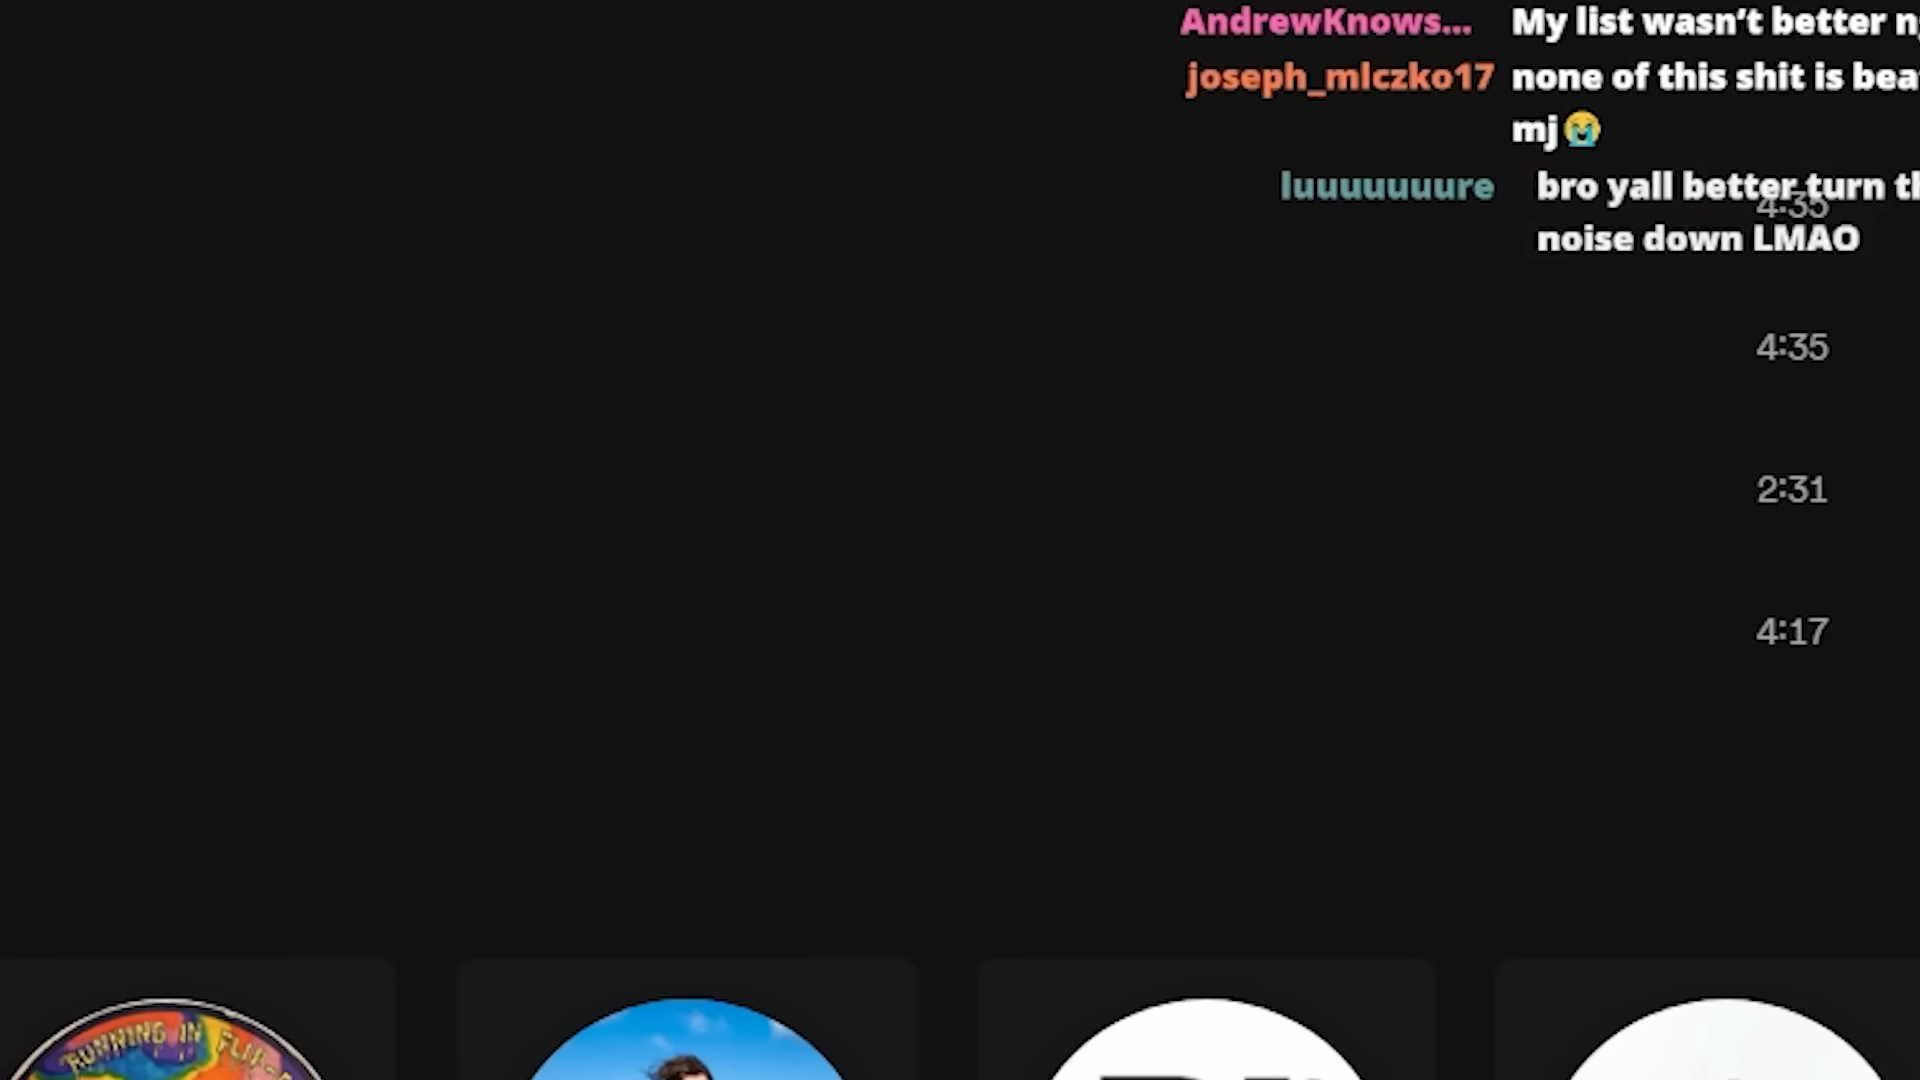 AndrewKnows... My list wasn't better
joseph_mlczko17 none of this shit is
mj😭
luuuuuuure bro yall better turn
4:35
noise down LMAO
4:35
2:31
4:17
RUNNING IN